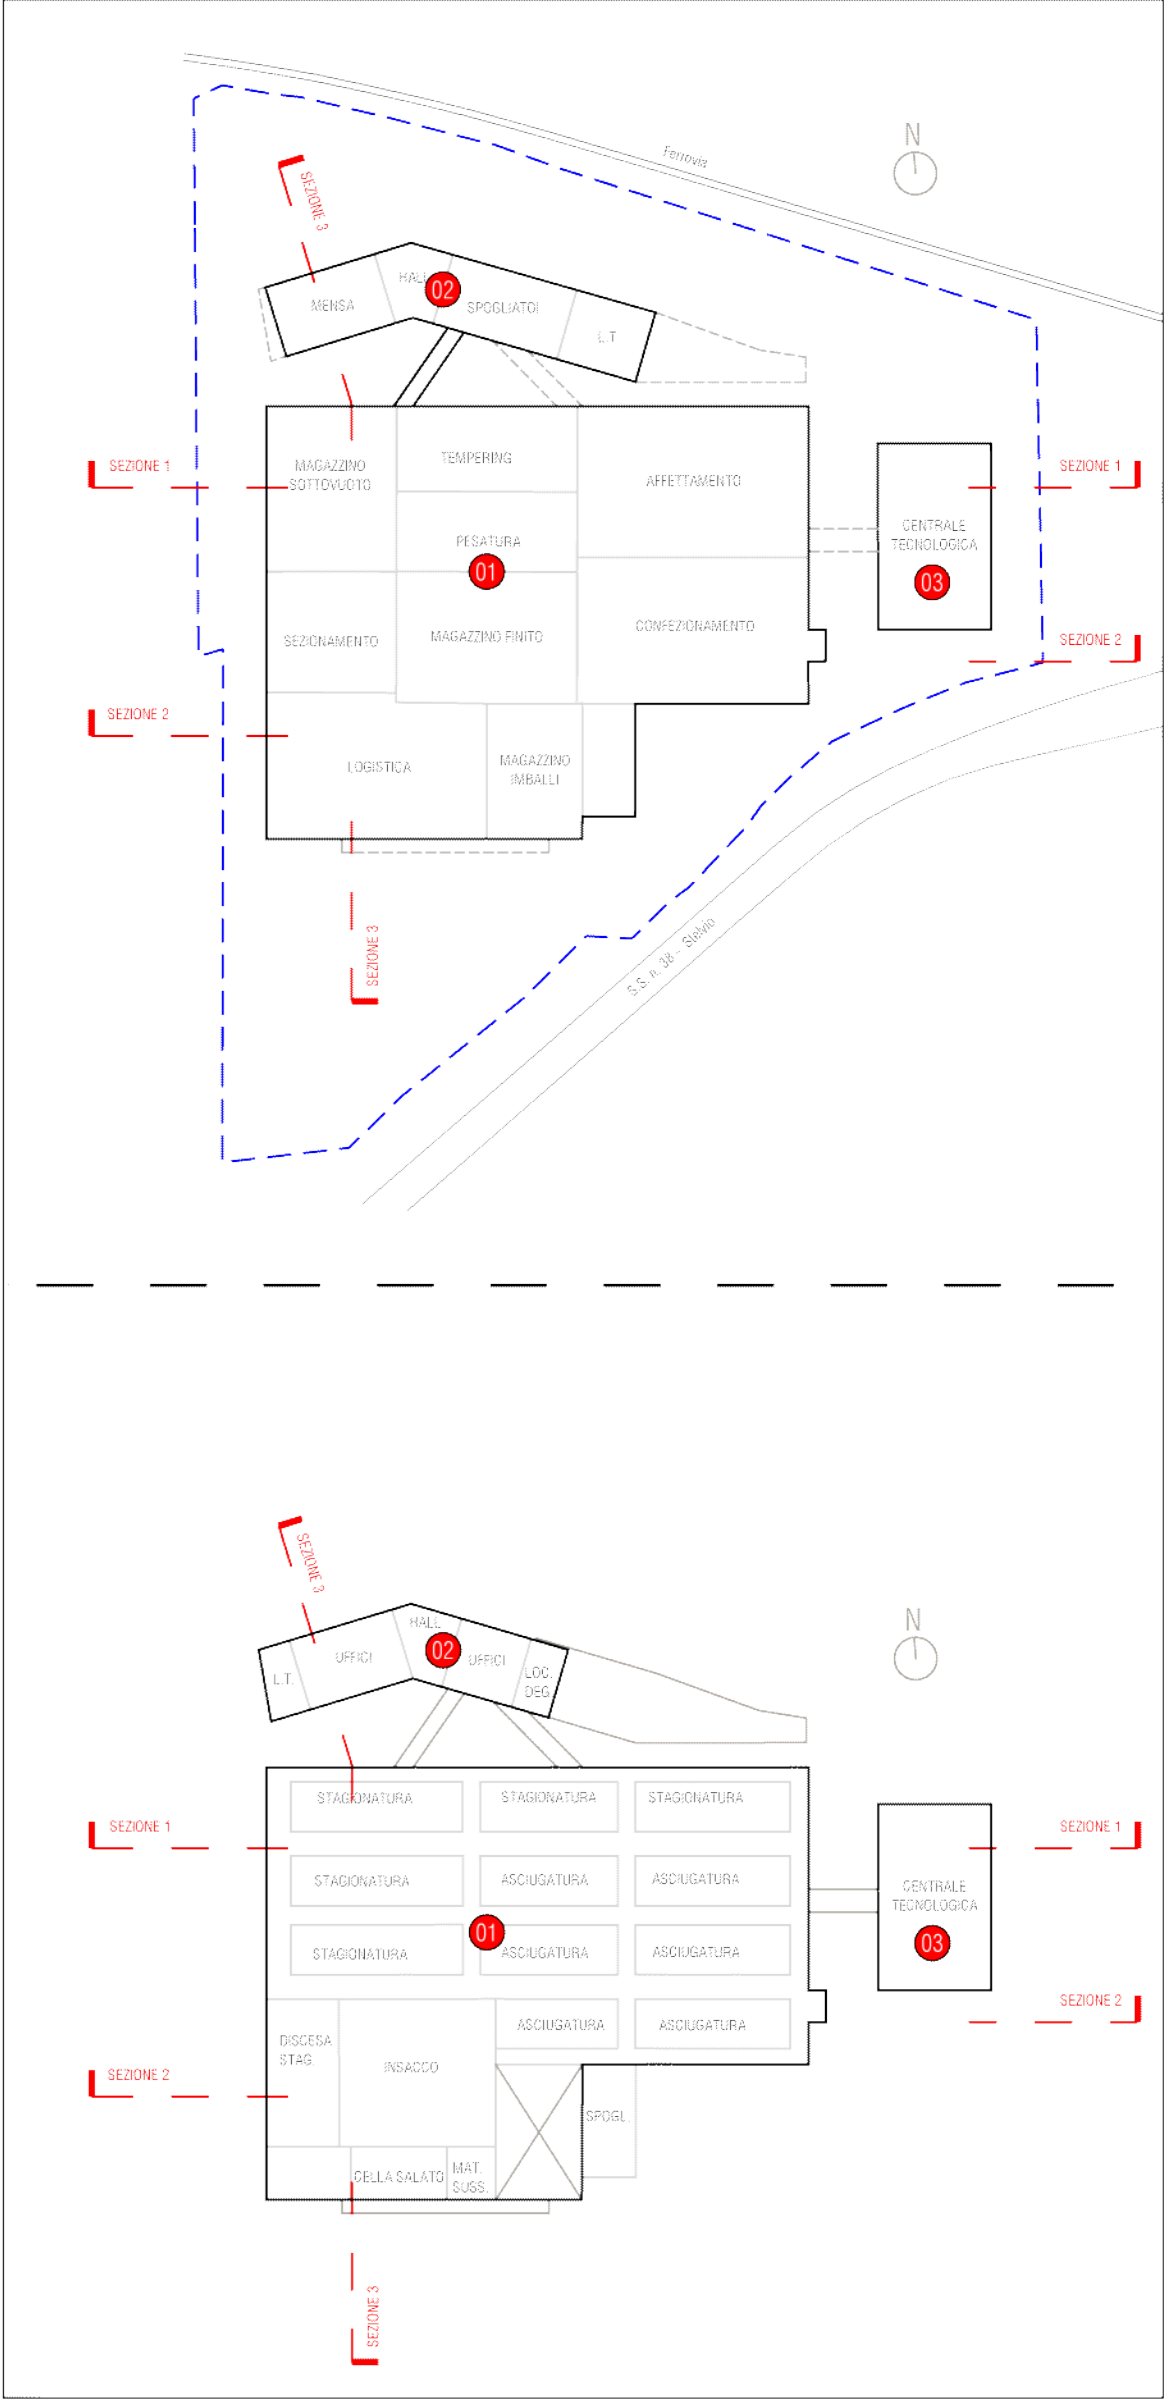 Ferrovia
N
SEZIONE 3
HALL
02
MENSA
SPOGLIATOI
L.T
MAGAZZINO
SOTTOVUOTO
TEMPERING
AFFETTAMENTO
SEZIONE 1
SEZIONE 1
CENTRALE
TECNOLOGICA
PESATURA
01
03
SEZIONAMENTO
MAGAZZINO FINITO
CONFEZIONAMENTO
SEZIONE 2
SEZIONE 2
LOGISTICA
MAGAZZINO
IMBALLI
SEZIONE 3
S.S. n. 38 - Stelvio
SEZIONE 3
N
HALL
02
L.T.
UFFICI
UFFICI
LOC.
DEG.
STAGIONATURA
STAGIONATURA
STAGIONATURA
SEZIONE 1
SEZIONE 1
STAGIONATURA
ASCIUGATURA
ASCIUGATURA
CENTRALE
TECNOLOGICA
01
03
STAGIONATURA
ASCIUGATURA
ASCIUGATURA
SEZIONE 2
ASCIUGATURA
ASCIUGATURA
DISCESA
STAG.
INSACCO
SEZIONE 2
SPOGL.
CELLA SALATO
MAT.
SUSS.
SEZIONE 3